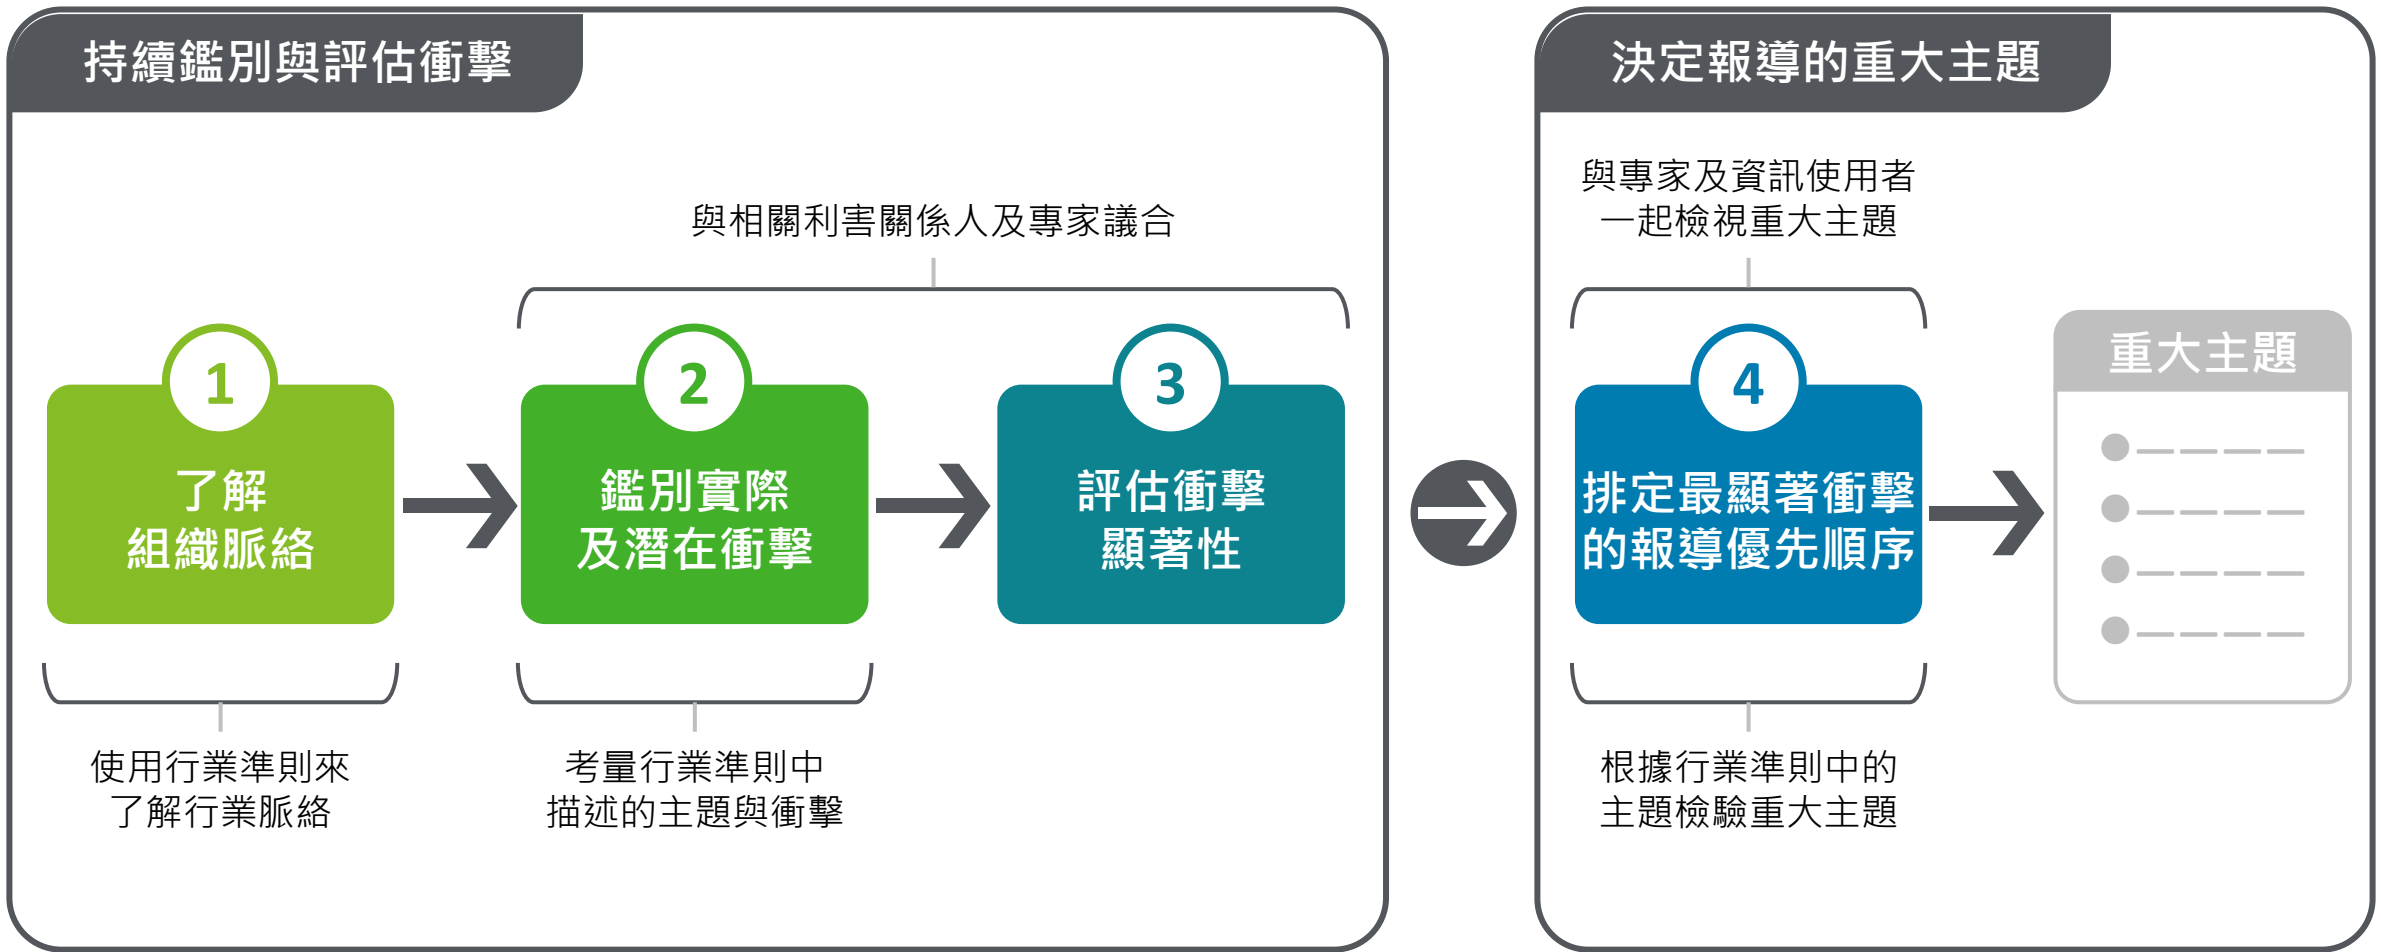 持續鑑別與評估衝擊
與相關利害關係人及專家議合
1
了解
組織脈絡
使用行業準則來
了解行業脈絡
2
鑑別實際
及潛在衝擊
考量行業準則中
描述的主題與衝擊
3
評估衝擊
顯著性
決定報導的重大主題
與專家及資訊使用者
一起檢視重大主題
4
排定最顯著衝擊
的報導優先順序
根據行業準則中的
主題檢驗重大主題
重大主題